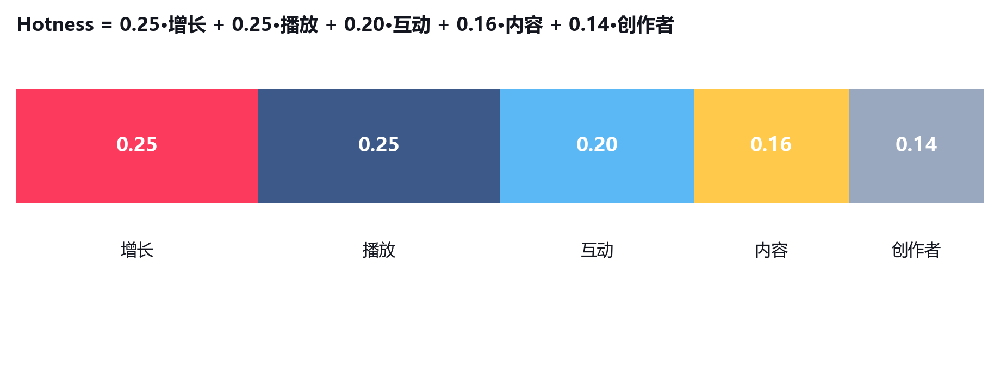 Hotness = 0.25·增长 + 0.25·播放 + 0.20·互动 + 0.16·内容 + 0.14·创作者
0.25 0.25 0.20 0.16 0.14
增长 播放 互动 内容 创作者